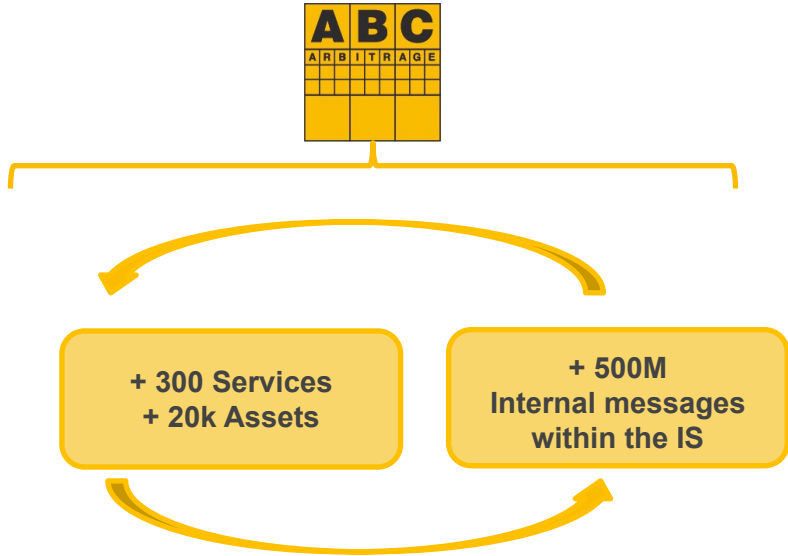 ABC
ARBITRAGE
+ 300 Services
+ 20k Assets
+ 500M
Internal messages
within the IS